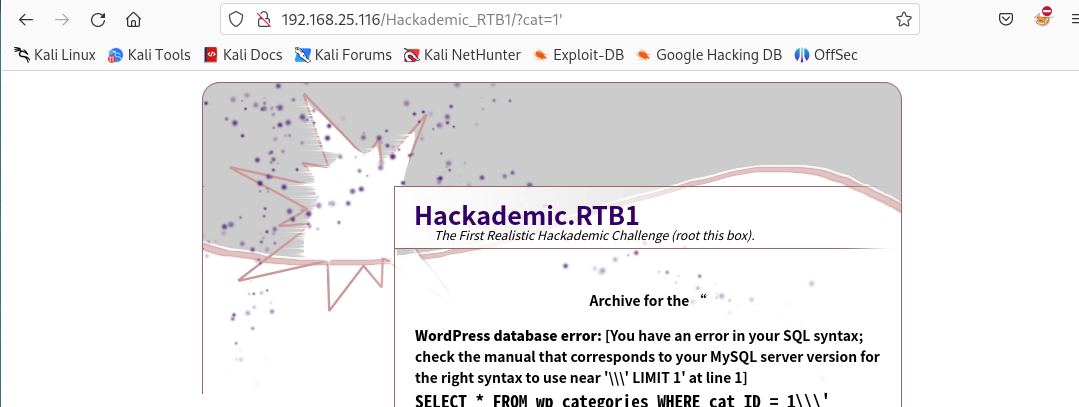 192.168.25.116/Hackademic_RTB1/?cat=1'
Kali Linux Kali Tools Kali Docs Kali Forums Kali NetHunter Exploit-DB Google Hacking DB OffSec
Hackademic.RTB1
The First Realistic Hackademic Challenge (root this box).
Archive for the “
WordPress database error: [You have an error in your SQL syntax;
check the manual that corresponds to your MySQL server version for
the right syntax to use near '\\\' LIMIT 1' at line 1]
SELECT * FROM wp_categories WHERE cat_ID = 1\\\'